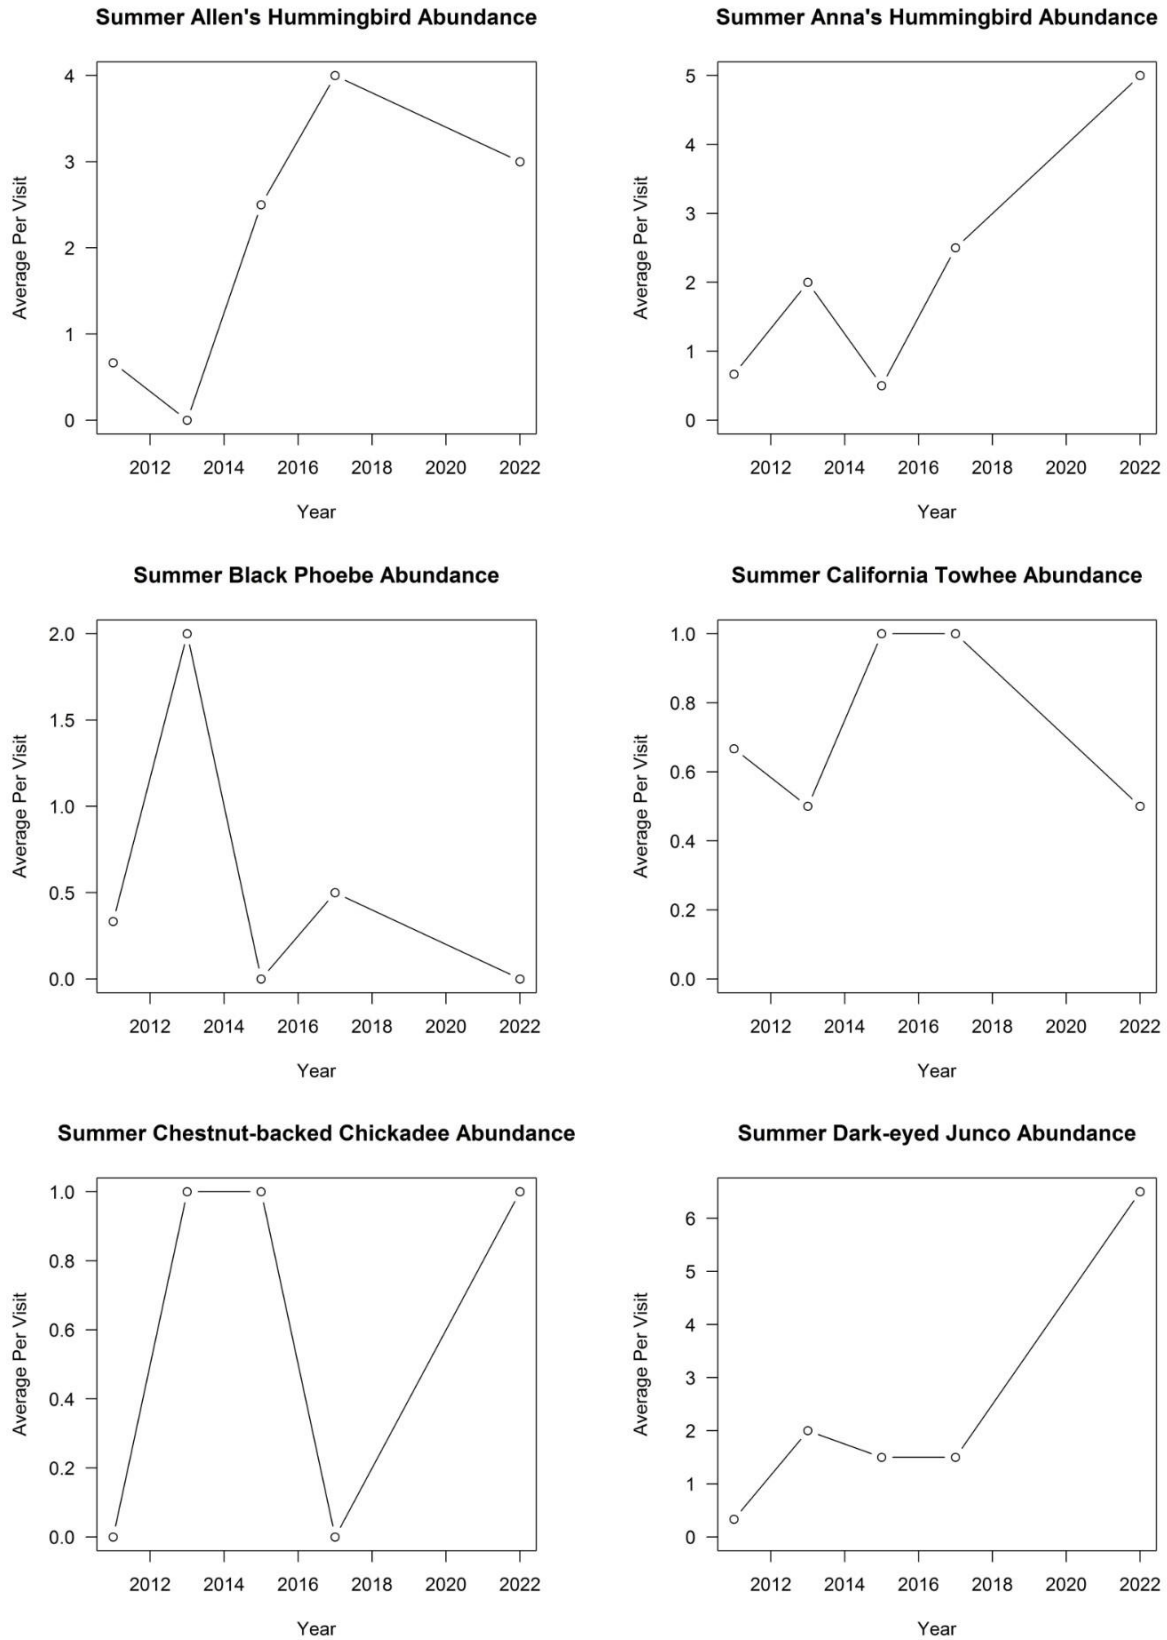 Summer Allen's Hummingbird Abundance
Average Per Visit
4
3
2
1
0
2012 2014 2016 2018 2020 2022
Year
Summer Anna's Hummingbird Abundance
Average Per Visit
5
4
3
2
1
0
2012 2014 2016 2018 2020 2022
Year
Summer Black Phoebe Abundance
Average Per Visit
2.0
1.5
1.0
0.5
0.0
2012 2014 2016 2018 2020 2022
Year
Summer California Towhee Abundance
Average Per Visit
1.0
0.8
0.6
0.4
0.2
0.0
2012 2014 2016 2018 2020 2022
Year
Summer Chestnut-backed Chickadee Abundance
Average Per Visit
1.0
0.8
0.6
0.4
0.2
0.0
2012 2014 2016 2018 2020 2022
Year
Summer Dark-eyed Junco Abundance
Average Per Visit
6
5
4
3
2
1
0
2012 2014 2016 2018 2020 2022
Year